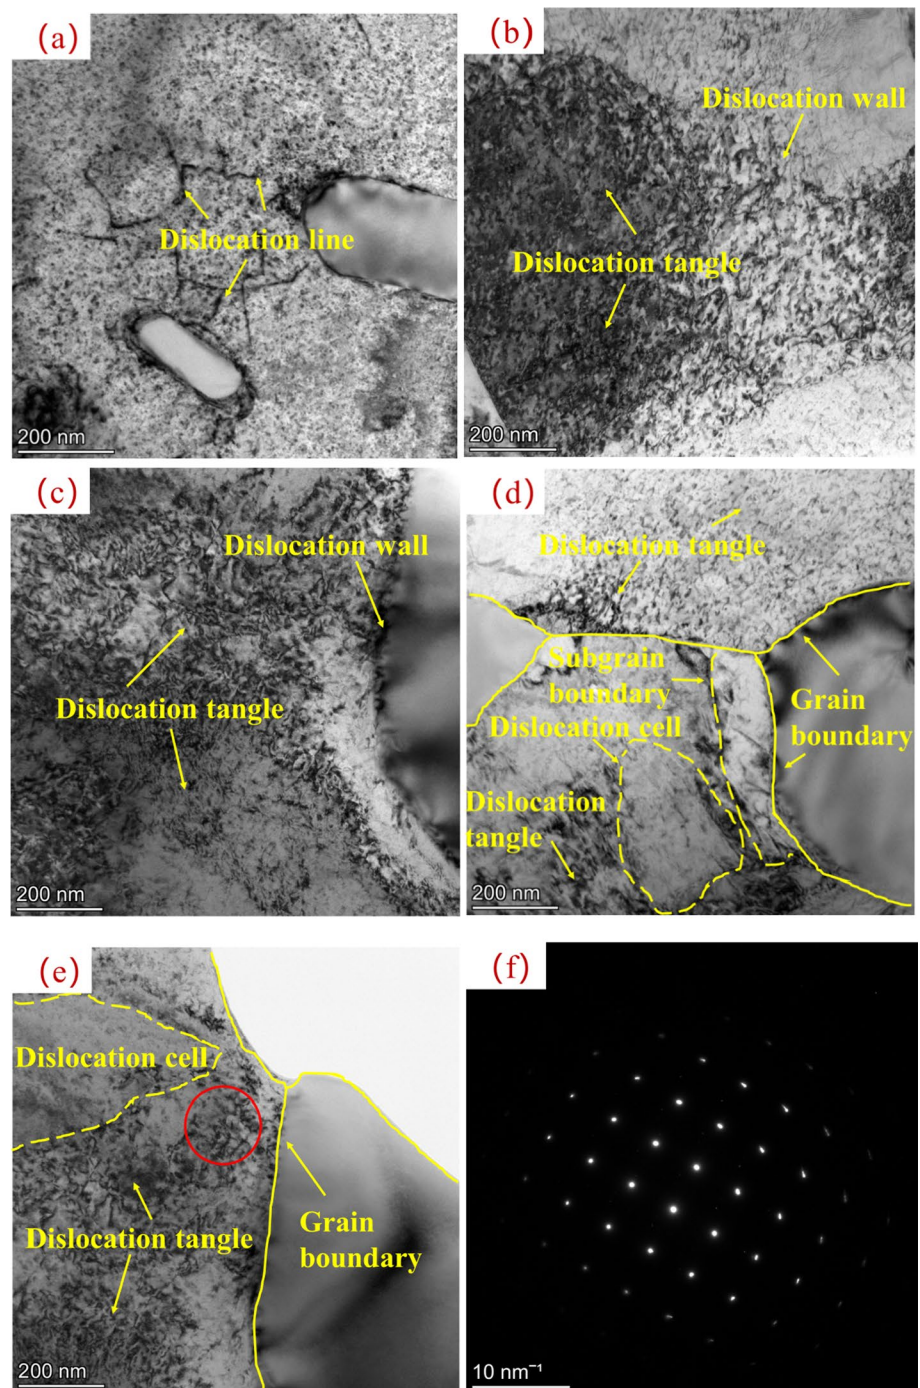 (a)
Dislocation line
200 nm
(b)
Dislocation wall
Dislocation tangle
200 nm
(c)
Dislocation wall
Dislocation tangle
200 nm
(d)
Dislocation tangle
Subgrain
boundary
Grain
boundary
Dislocation cell
Dislocation
tangle
200 nm
(e)
Dislocation cell
Dislocation tangle
Grain
boundary
200 nm
(f)
10 nm⁻¹